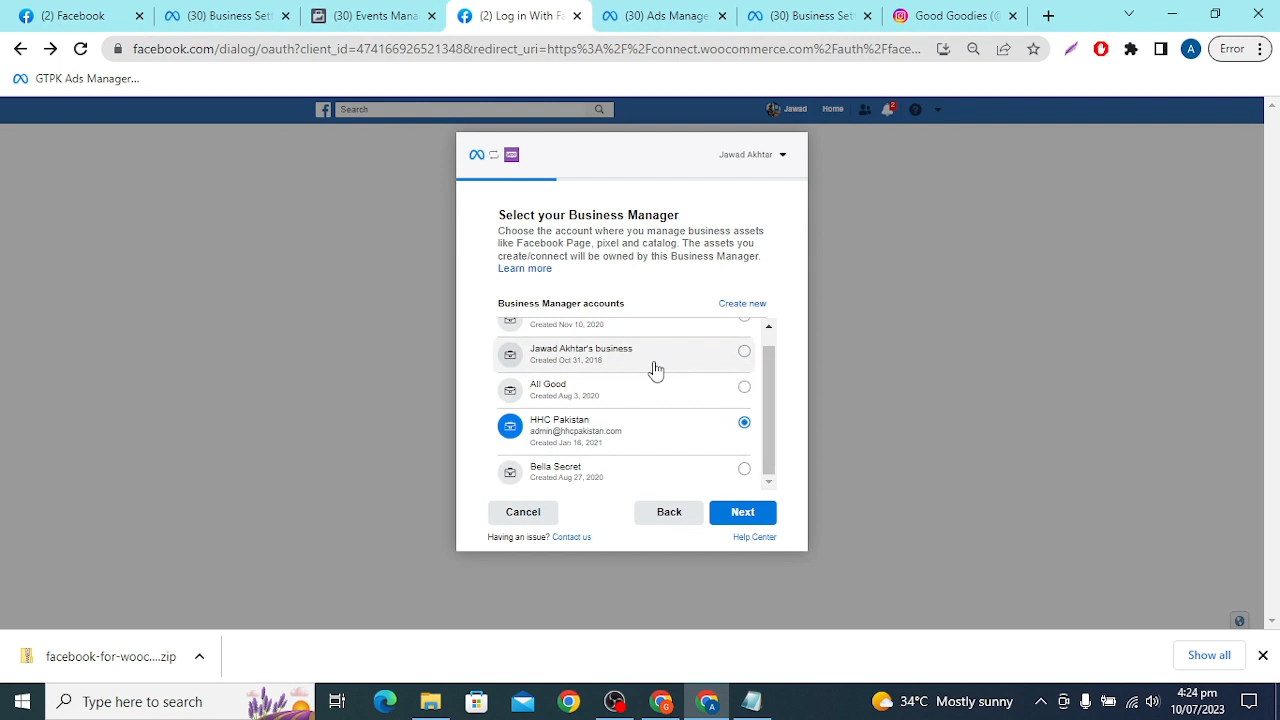 (2) Facebook
(30) Business Set
(30) Events Mana
(2) Log in With F
(30) Ads Manage
(30) Business Set
Good Goodies (@
facebook.com/dialog/oauth?client_id=474166926521348&redirect_uri=https%3A%2F%2Fconnect.woocommerce.com%2Fauth%2Fface...
A
Error
GTPK Ads Manager...
Search
Jawad
Home
2
Jawad Akhtar
Select your Business Manager
Choose the account where you manage business assets
like Facebook Page, pixel and catalog. The assets you
create/connect will be owned by this Business Manager.
Learn more
Business Manager accounts
Create new
Created Nov 10, 2020
Jawad Akhtar's business
Created Oct 31, 2018
All Good
Created Aug 3, 2020
HHC Pakistan
admin@hhcpakistan.com
Created Jan 16, 2021
Bella Secret
Created Aug 27, 2020
Cancel
Back
Next
Having an issue? Contact us
Help Center
facebook-for-wooc....zip
Show all
Type here to search
G
A
34°C Mostly sunny
4:24 pm
10/07/2023